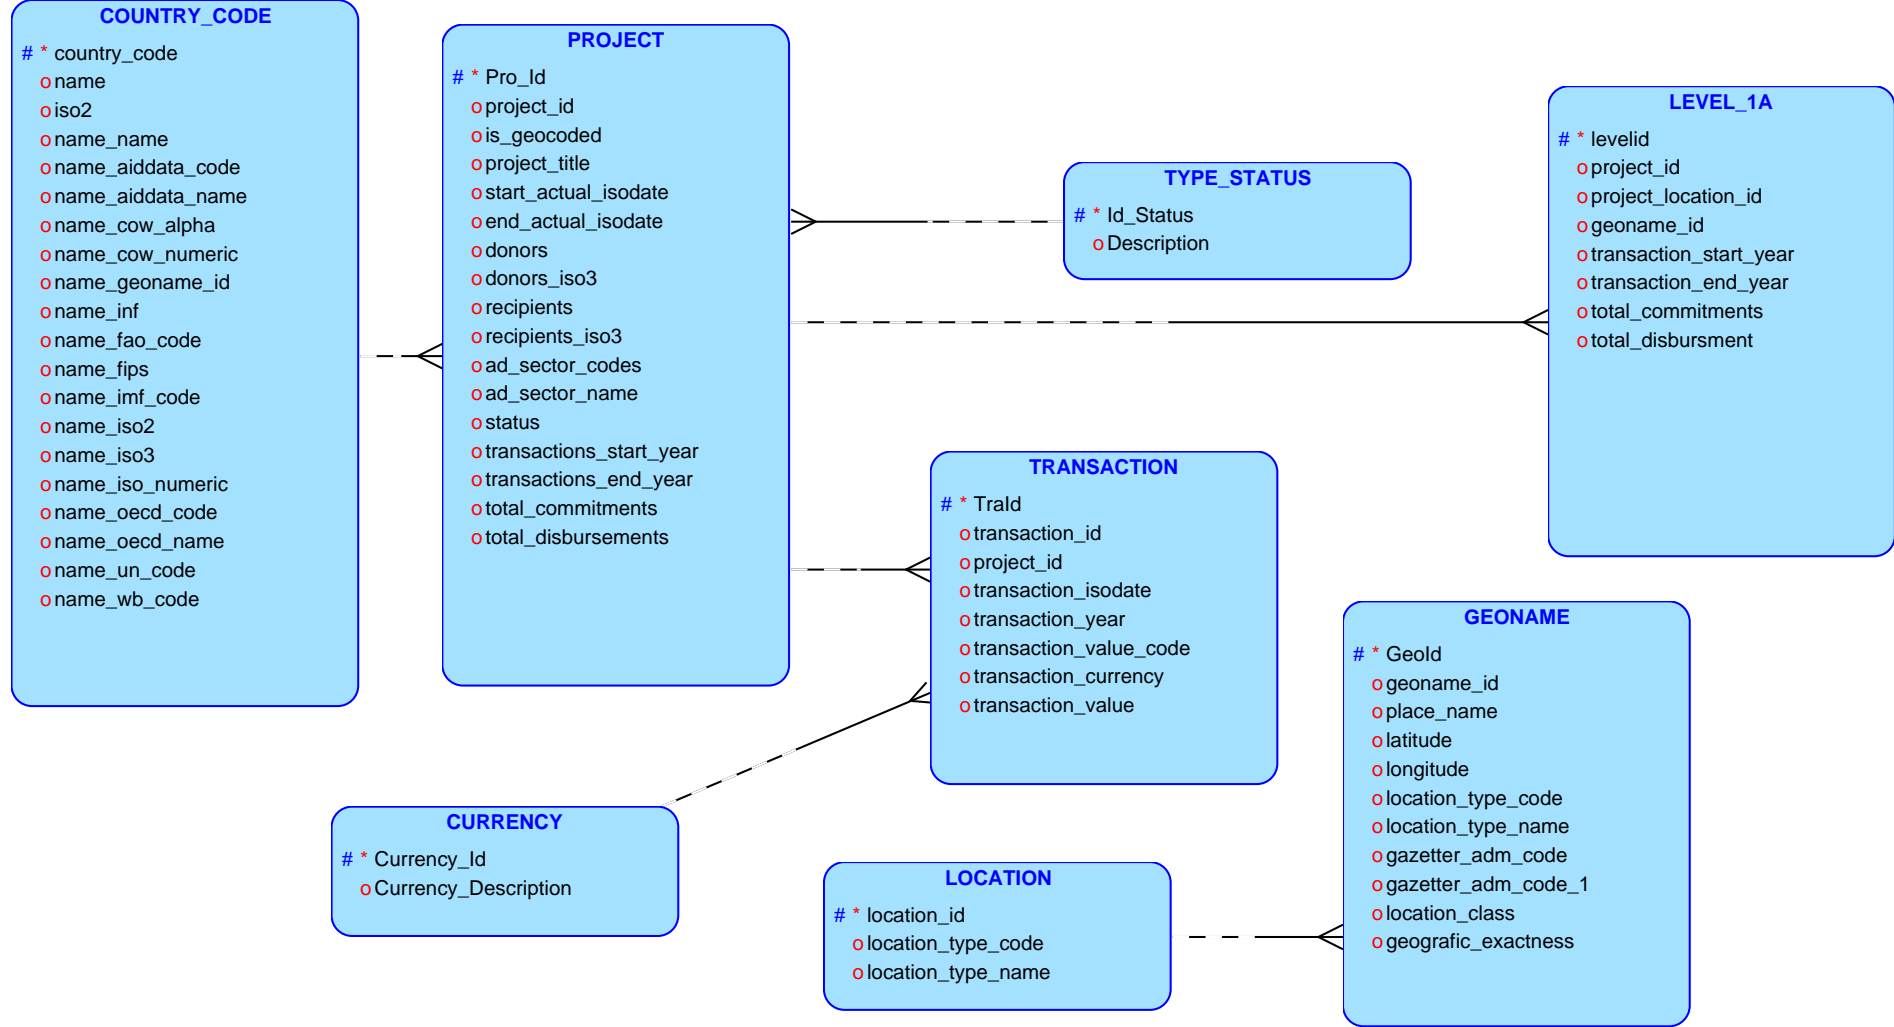 COUNTRY_CODE
# * country_code
o name
o iso2
o name_name
o name_aiddata_code
o name_aiddata_name
o name_cow_alpha
o name_cow_numeric
o name_geoname_id
o name_inf
o name_fao_code
o name_fips
o name_imf_code
o name_iso2
o name_iso3
o name_iso_numeric
o name_oecd_code
o name_oecd_name
o name_un_code
o name_wb_code
PROJECT
# * Pro_Id
o project_id
o is_geocoded
o project_title
o start_actual_isodate
o end_actual_isodate
o donors
o donors_iso3
o recipients
o recipients_iso3
o ad_sector_codes
o ad_sector_name
o status
o transactions_start_year
o transactions_end_year
o total_commitments
o total_disbursements
TYPE_STATUS
# * Id_Status
o Description
LEVEL_1A
# * levelid
o project_id
o project_location_id
o geoname_id
o transaction_start_year
o transaction_end_year
o total_commitments
o total_disbursment
TRANSACTION
# * TraId
o transaction_id
o project_id
o transaction_isodate
o transaction_year
o transaction_value_code
o transaction_currency
o transaction_value
GEONAME
# * GeoId
o geoname_id
o place_name
o latitude
o longitude
o location_type_code
o location_type_name
o gazetter_adm_code
o gazetter_adm_code_1
o location_class
o geografic_exactness
CURRENCY
# * Currency_Id
o Currency_Description
LOCATION
# * location_id
o location_type_code
o location_type_name